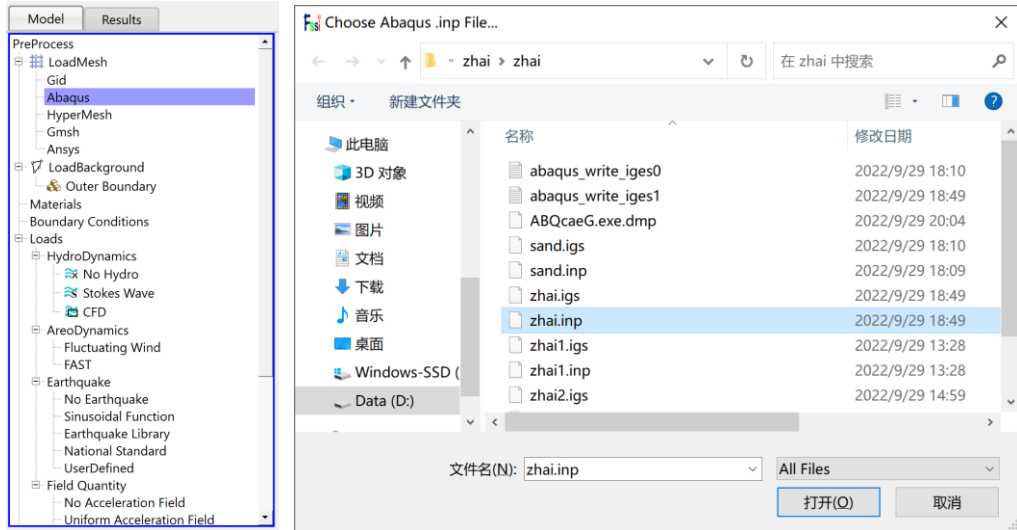 Model Results
PreProcess
LoadMesh
Gid
Abaqus
HyperMesh
Gmsh
Ansys
LoadBackground
Outer Boundary
Materials
Boundary Conditions
Loads
HydroDynamics
No Hydro
Stokes Wave
CFD
AreoDynamics
Fluctuating Wind
FAST
Earthquake
No Earthquake
Sinusoidal Function
Earthquake Library
National Standard
UserDefined
Field Quantity
No Acceleration Field
Uniform Acceleration Field
Fssi Choose Abaqus .inp File...
« zhai › zhai
在 zhai 中搜索
组织 新建文件夹
此电脑
3D 对象
视频
图片
文档
下载
音乐
桌面
Windows-SSD (
Data (D:)
名称 修改日期
abaqus_write_iges0 2022/9/29 18:10
abaqus_write_iges1 2022/9/29 18:49
ABQcaeG.exe.dmp 2022/9/29 20:04
sand.igs 2022/9/29 18:10
sand.inp 2022/9/29 18:09
zhai.igs 2022/9/29 18:49
zhai.inp 2022/9/29 18:49
zhai1.igs 2022/9/29 13:28
zhai1.inp 2022/9/29 13:28
zhai2.igs 2022/9/29 14:59
文件名(N): zhai.inp All Files
打开(O) 取消